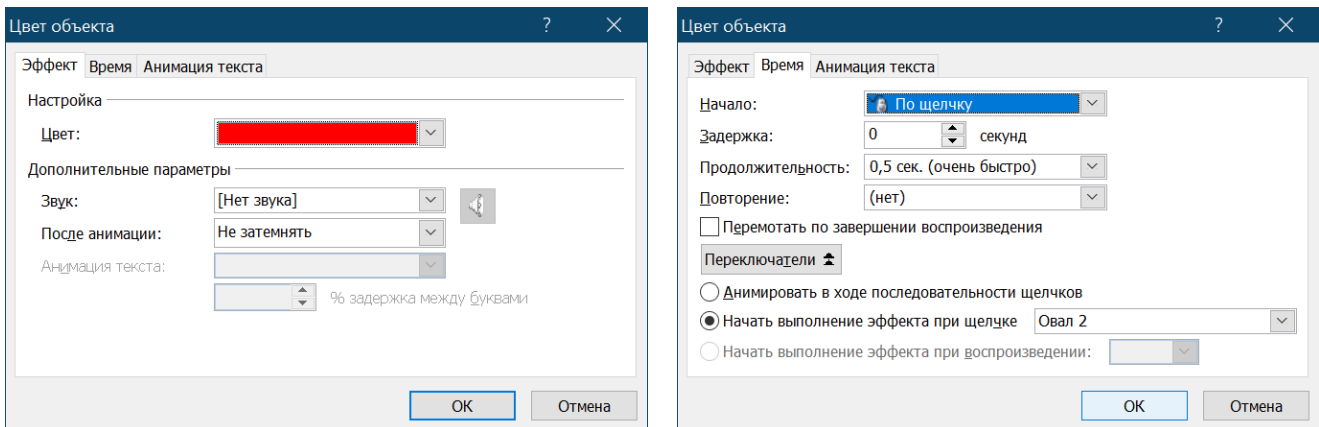 Цвет объекта ?
Эффект Время Анимация текста
Настройка
Цвет:
Дополнительные параметры
Звук: [Нет звука]
После анимации: Не затемнять
Анимация текста:
% задержка между буквами
ОК Отмена
Цвет объекта ?
Эффект Время Анимация текста
Начало: По щелчку
Задержка: 0 секунд
Продолжительность: 0,5 сек. (очень быстро)
Повторение: (нет)
Перемотать по завершении воспроизведения
Переключатели
Анимировать в ходе последовательности щелчков
Начать выполнение эффекта при щелчке Овал 2
Начать выполнение эффекта при воспроизведении:
ОК Отмена